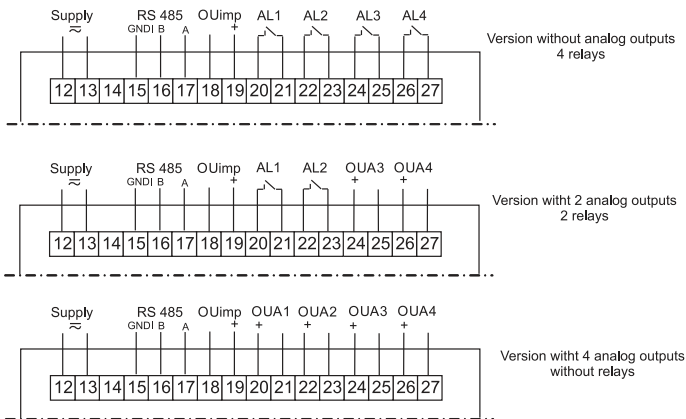 Supply RS 485 OUimp AL1 AL2 AL3 AL4
≂ GNDI B A +
Version without analog outputs
4 relays
12 13 14 15 16 17 18 19 20 21 22 23 24 25 26 27
Supply RS 485 OUimp AL1 AL2 OUA3 OUA4
≂ GNDI B A + + +
Version witht 2 analog outputs
2 relays
12 13 14 15 16 17 18 19 20 21 22 23 24 25 26 27
Supply RS 485 OUimp OUA1 OUA2 OUA3 OUA4
≂ GNDI B A + + + + +
Version witht 4 analog outputs
without relays
12 13 14 15 16 17 18 19 20 21 22 23 24 25 26 27